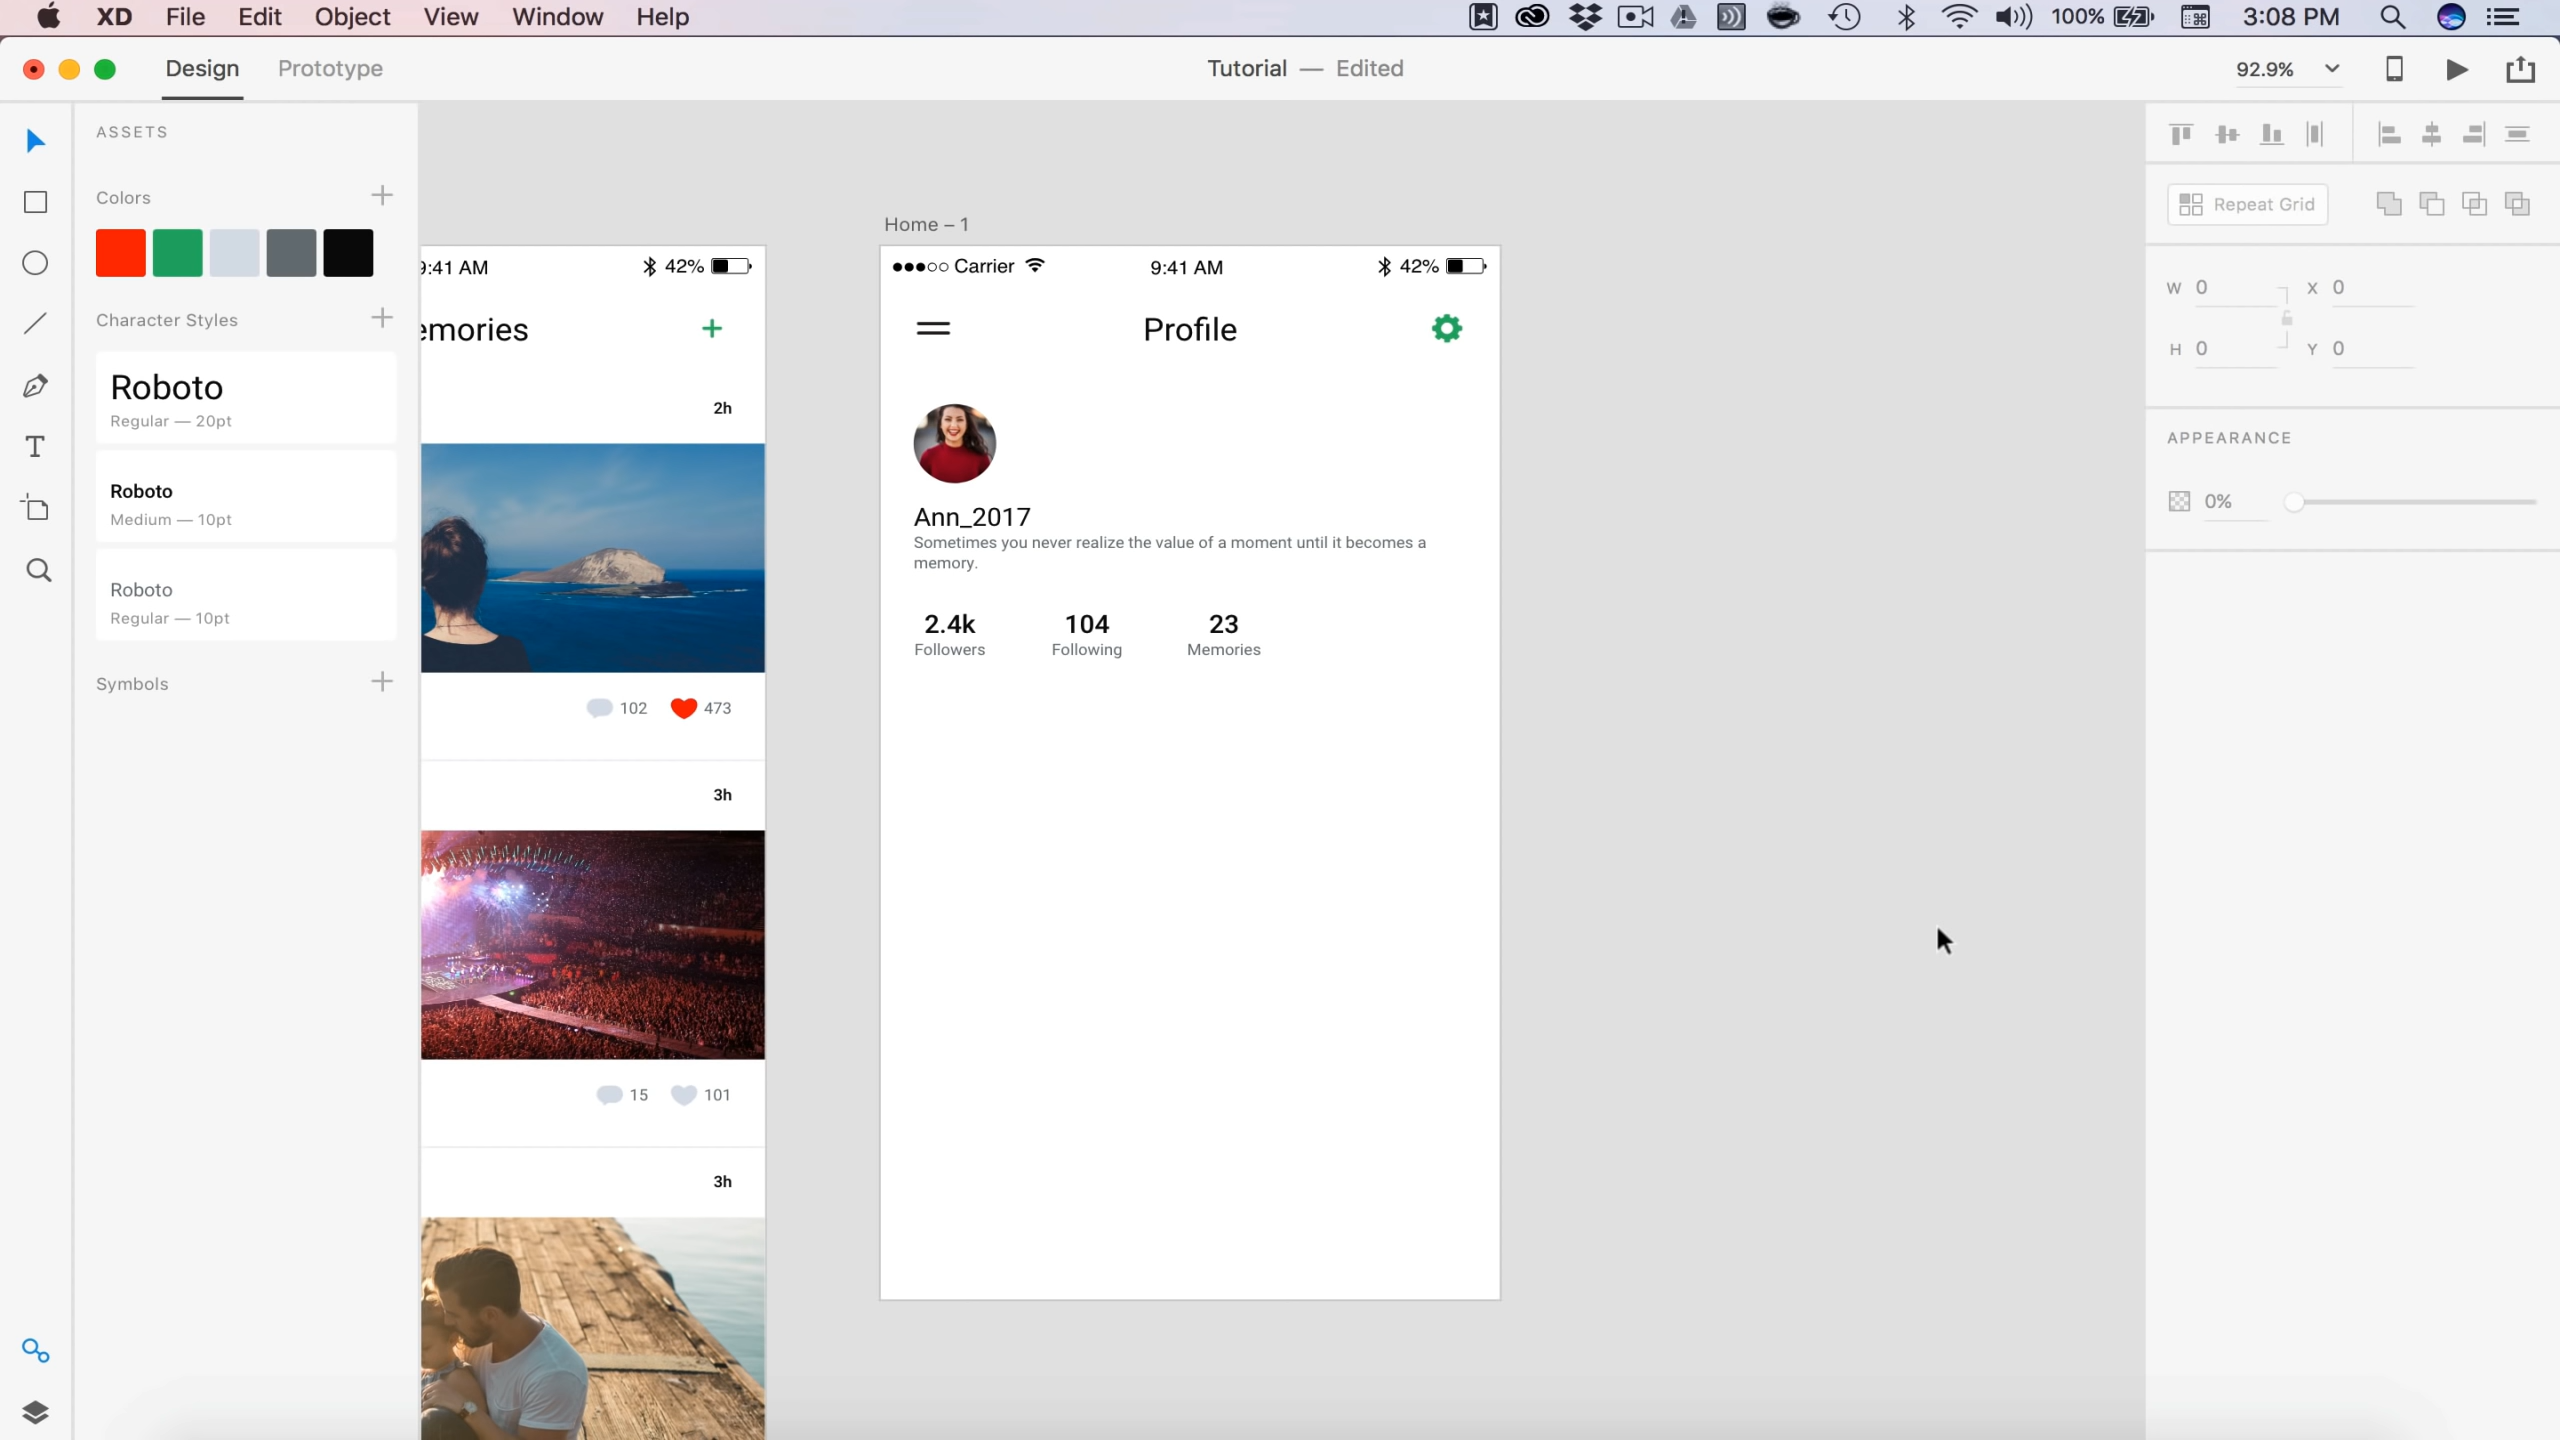 XD File Edit Object View Window Help 100% 3:08 PM
Design Prototype Tutorial — Edited 92.9%
ASSETS
Colors
Character Styles
Roboto
Regular — 20pt
Roboto
Medium — 10pt
Roboto
Regular — 10pt
Symbols
9:41 AM 42%
emories
2h
102 473
3h
15 101
3h
Home – 1
Carrier 9:41 AM 42%
Profile
Ann_2017
Sometimes you never realize the value of a moment until it becomes a
memory.
2.4k 104 23
Followers Following Memories
Repeat Grid
W 0 X 0
H 0 Y 0
APPEARANCE
0%